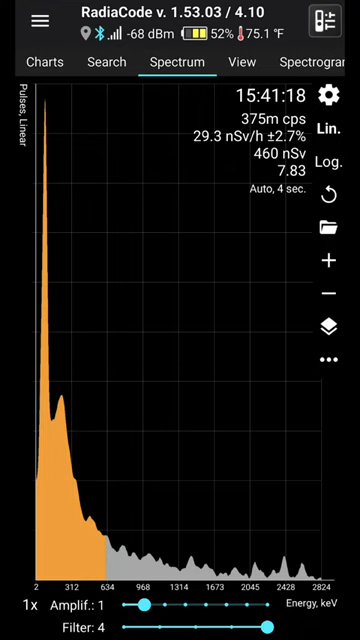 RadiaCode v. 1.53.03 / 4.10
-68 dBm 52% 75.1 °F
Charts Search Spectrum View Spectrogram
Pulses, Linear
15:41:18
375m cps
29.3 nSv/h ±2.7%
460 nSv
7.83
Auto, 4 sec.
Lin.
Log.
2 312 634 968 1314 1673 2045 2428 2824
1x Amplif.: 1 Energy, keV
Filter: 4